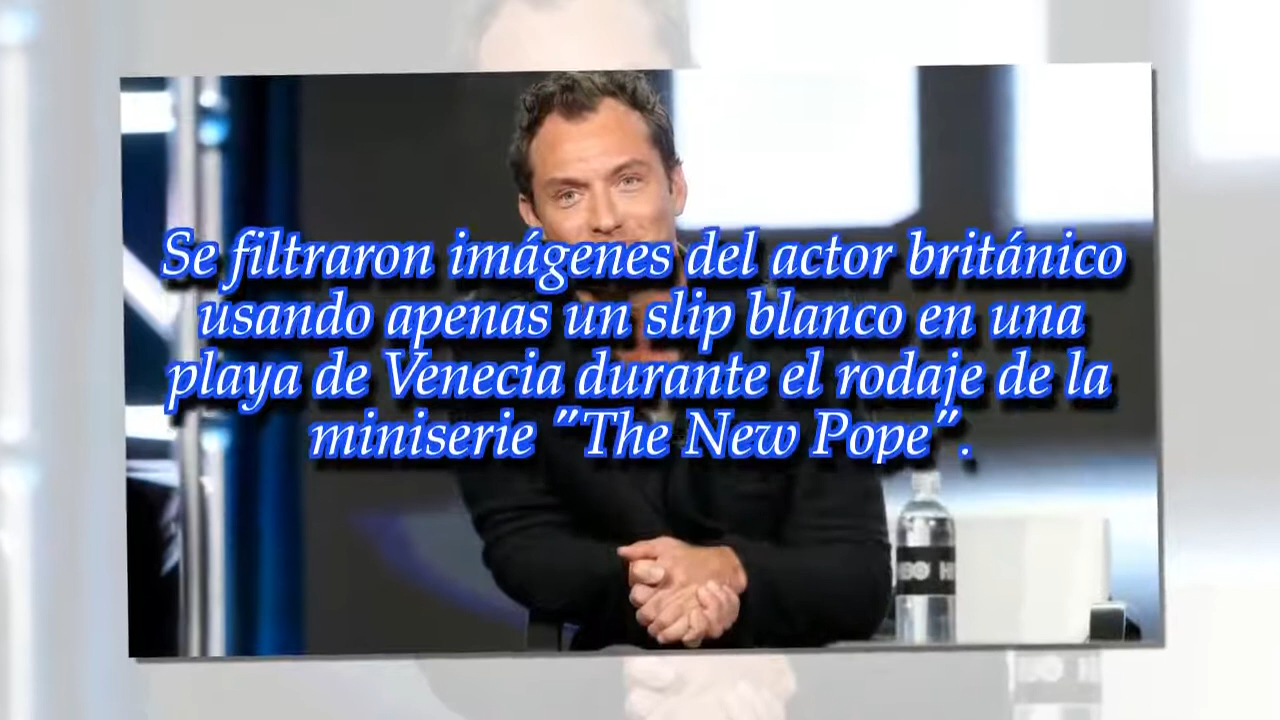 Se filtraron imágenes del actor británico
usando apenas un slip blanco en una
playa de Venecia durante el rodaje de la
miniserie "The New Pope".
HBO